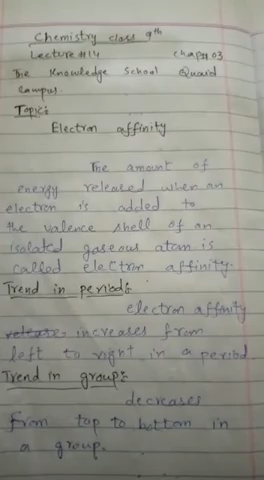 Chemistry class 9th
Lecture #14 Chap# 03
The Knowledge School Quaid
Campus
Topic:
Electron affinity
The amount of
energy released when an
electron is added to
the valence shell of an
isolated gaseous atom is
called electron affinity.
Trend in period:
electron affinity
increases from
left to right in a period
Trend in group:
decreases
from top to bottom in
a group.